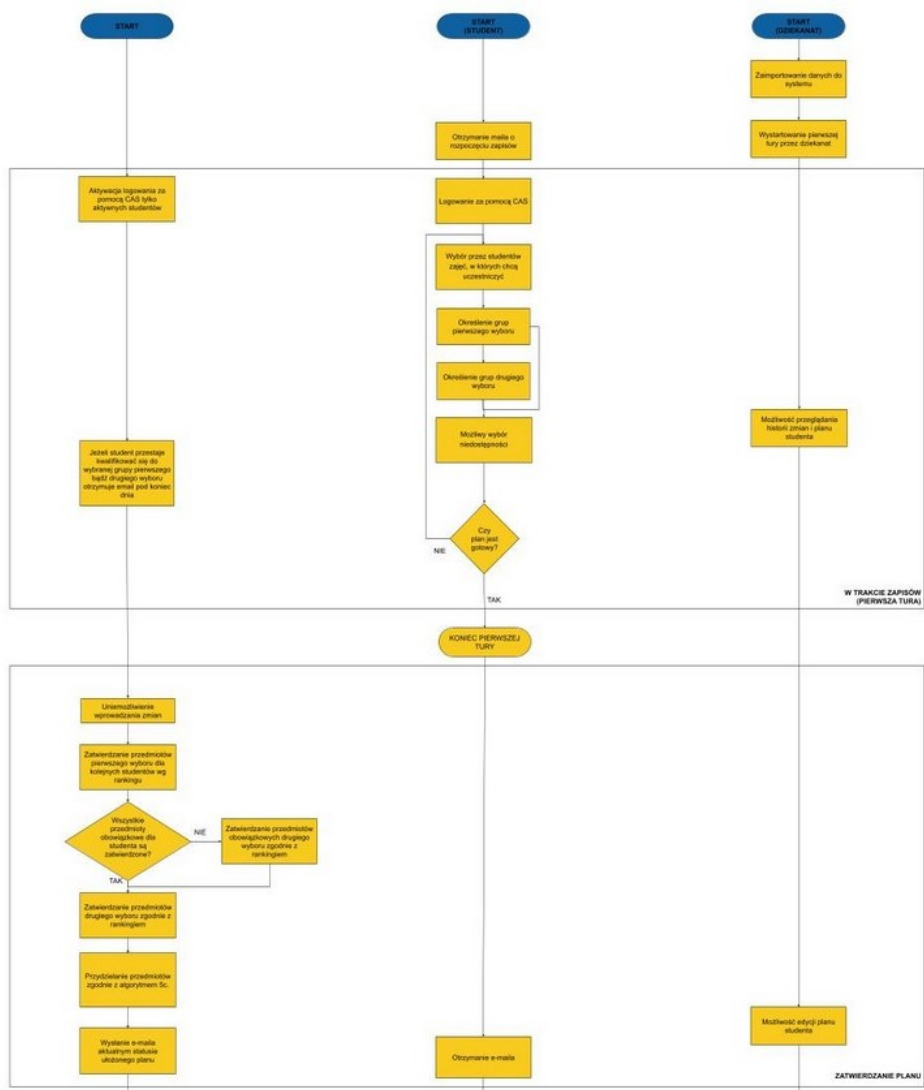 START
START
(STUDENT)
START
(DZIEKANAT)
Zaimportowanie danych do
systemu
Otrzymanie maila o
rozpoczęciu zapisów
Wystartowanie pierwszej
tury przez dziekanat
Aktywacja logowania za
pomocą CAS tylko
aktywnych studentów
Logowanie za pomocą CAS
Wybór przez studentów
zajęć, w których chcą
uczestniczyć
Określenie grup
pierwszego wyboru
Określenie grup drugiego
wyboru
Możliwy wybór
niedostępności
Możliwość przeglądania
historii zmian i planu
studenta
Jeżeli student przestaje
kwalifikować się do
wybranej grupy pierwszego
bądź drugiego wyboru
otrzymuje email pod koniec
dnia
Czy
plan jest
gotowy?
NIE
TAK
W TRAKCIE ZAPISÓW
(PIERWSZA TURA)
KONIEC PIERWSZEJ
TURY
Uniemożliwienie
wprowadzania zmian
Zatwierdzanie przedmiotów
pierwszego wyboru dla
kolejnych studentów wg
rankingu
Wszystkie
przedmioty
obowiązkowe dla
studenta są
zatwierdzone?
NIE
Zatwierdzanie przedmiotów
obowiązkowych drugiego
wyboru zgodnie z
rankingiem
TAK
Zatwierdzanie przedmiotów
drugiego wyboru zgodnie z
rankingiem
Przydzielanie przedmiotów
zgodnie z algorytmem 5c.
Wysłanie e-maila
aktualnym statusie
ułożonego planu
Otrzymanie e-maila
Możliwość edycji planu
studenta
ZATWIERDZANIE PLANU